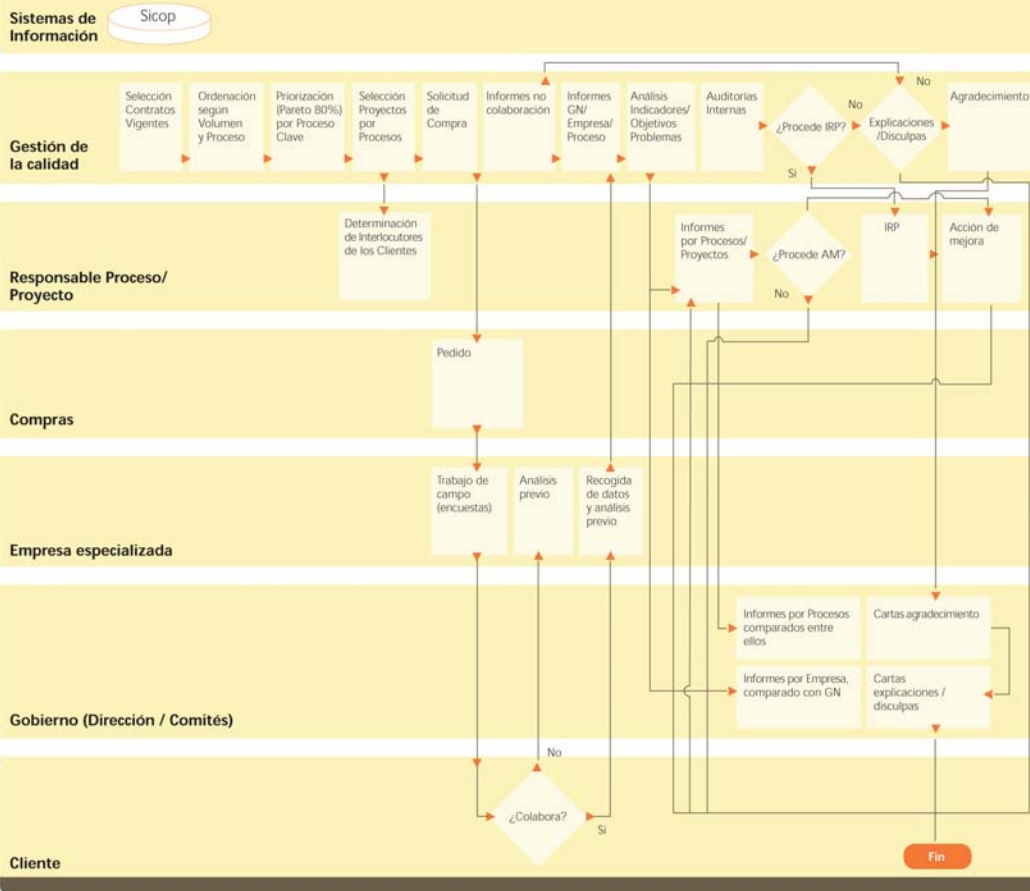 Sistemas de
Información
Sicop
No
Gestión de
la calidad
Selección
Contratos
Vigentes
Ordenación
según
Volumen
y Proceso
Priorización
(Pareto 80%)
por Proceso
Clave
Selección
Proyectos
por
Procesos
Solicitud
de
Compra
Informes no
colaboración
Informes
GN/
Empresa/
Proceso
Análisis
Indicadores/
Objetivos
Problemas
Auditorías
Internas
¿Procede IRP?
No
Si
Explicaciones
/Disculpas
Agradecimiento
Responsable Proceso/
Proyecto
Determinación
de Interlocutores
de los Clientes
Informes
por Procesos/
Proyectos
¿Procede AM?
No
IRP
Acción de
mejora
Compras
Pedido
Empresa especializada
Trabajo de
campo
(encuestas)
Análisis
previo
Recogida
de datos
y análisis
previo
Gobierno (Dirección / Comités)
Informes por Procesos
comparados entre
ellos
Cartas agradecimiento
Informes por Empresa,
comparado con GN
Cartas
explicaciones /
disculpas
Cliente
No
¿Colabora?
Si
Fin